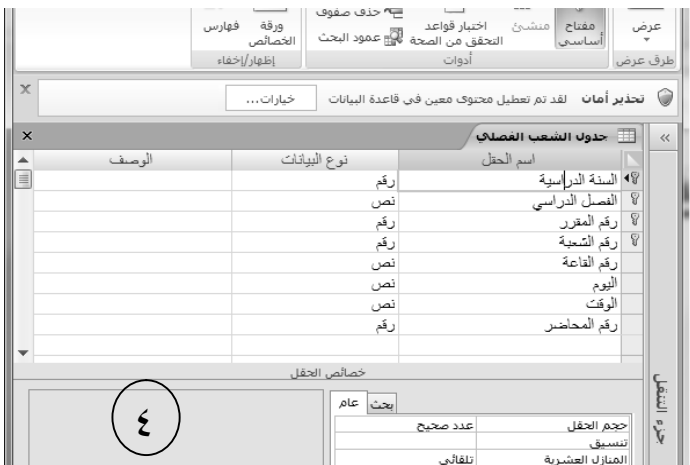 حذف صفوف
عرض مفتاح أساسي منشئ اختبار قواعد التحقق من الصحة عمود البحث ورقة الخصائص فهارس
طرق عرض أدوات إظهار/إخفاء
تحذير أمان لقد تم تعطيل محتوى معين في قاعدة البيانات خيارات...
جدول الشعب الفصلي
اسم الحقل نوع البيانات الوصف
السنة الدراسية رقم
الفصل الدراسي نص
رقم المقرر رقم
رقم الشعبة رقم
رقم القاعة نص
اليوم نص
الوقت نص
رقم المحاضر رقم
خصائص الحقل
جزء التنقل
عام بحث
حجم الحقل عدد صحيح
تنسيق
المنازل العشرية تلقائي
٤